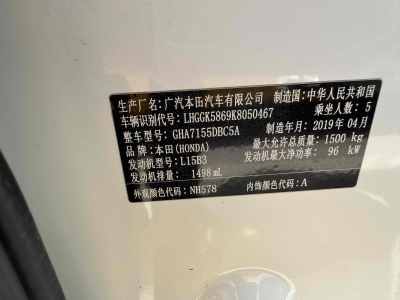 生产厂名：广汽本田汽车有限公司 制造国：中华人民共和国
车辆识别代号：LHGGK5869K8050467 乘坐人数：5
整车型号：GHA7155DBC5A 制造年月：2019年04月
品牌：本田(HONDA) 最大允许总质量：1500 kg
发动机型号：L15B3 发动机最大净功率：96 kW
发动机排量：1498 mL
外观颜色代码：NH578 内饰颜色代码：A